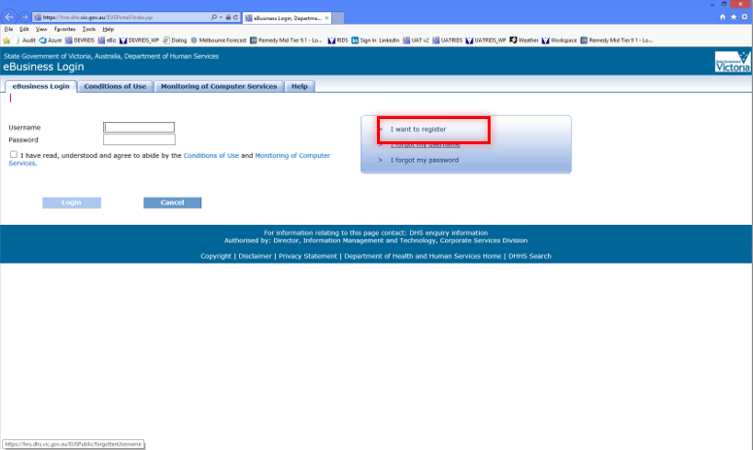 https://hns.dhs.vic.gov.au/EUSPortal/index.jsp
eBusiness Login, Departme...
File Edit View Favorites Tools Help
Audit Azure DEVRIDS eBiz DEVRIDS_WP Dialog Melbourne Forecast Remedy Mid Tier 9.1 - Lo... RIDS Sign In LinkedIn UAT v2 UATRIDS UATRIDS_WP Weather Workspace Remedy Mid Tier 9.1 - Lo...
State Government of Victoria, Australia, Department of Human Services
eBusiness Login
Victoria
eBusiness Login Conditions of Use Monitoring of Computer Services Help
Username
Password
I have read, understood and agree to abide by the Conditions of Use and Monitoring of Computer
Services.
Login Cancel
> I want to register
> I forgot my username
> I forgot my password
For information relating to this page contact: DHS enquiry information
Authorised by: Director, Information Management and Technology, Corporate Services Division
Copyright | Disclaimer | Privacy Statement | Department of Health and Human Services Home | DHHS Search
https://hns.dhs.vic.gov.au/EUSPublic/ForgottenUsername